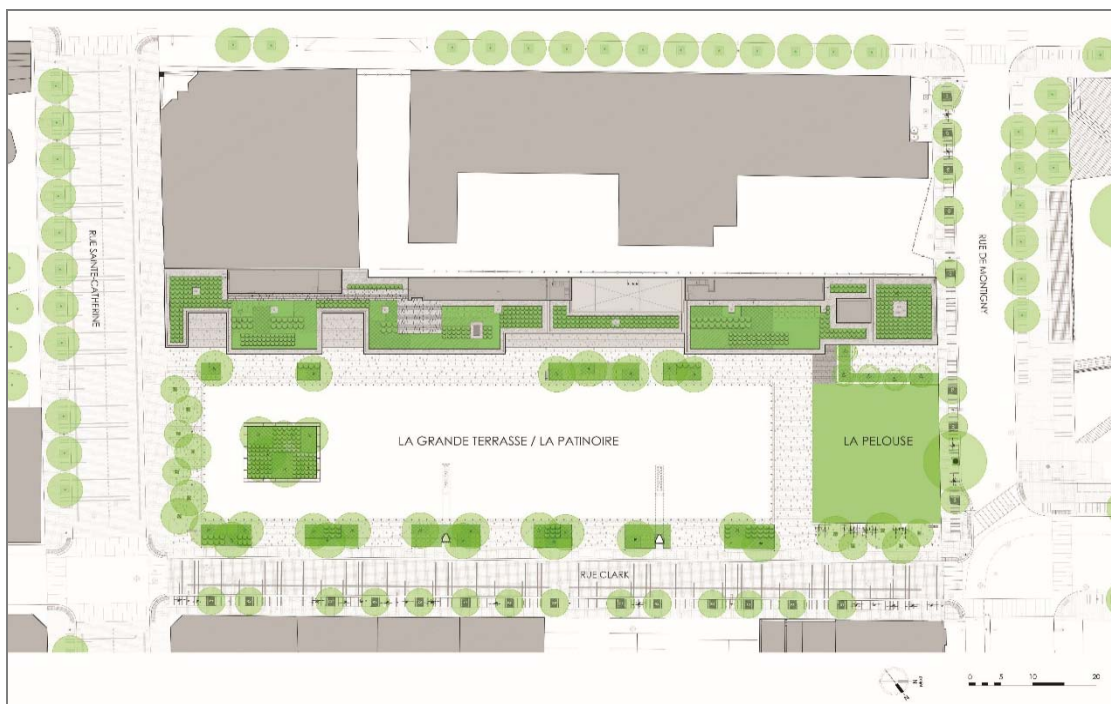 RUE SAINTE-CATHERINE
RUE DE MONTIGNY
LA GRANDE TERRASSE / LA PATINOIRE
LA PELOUSE
RUE CLARK
N
0 5 10 20